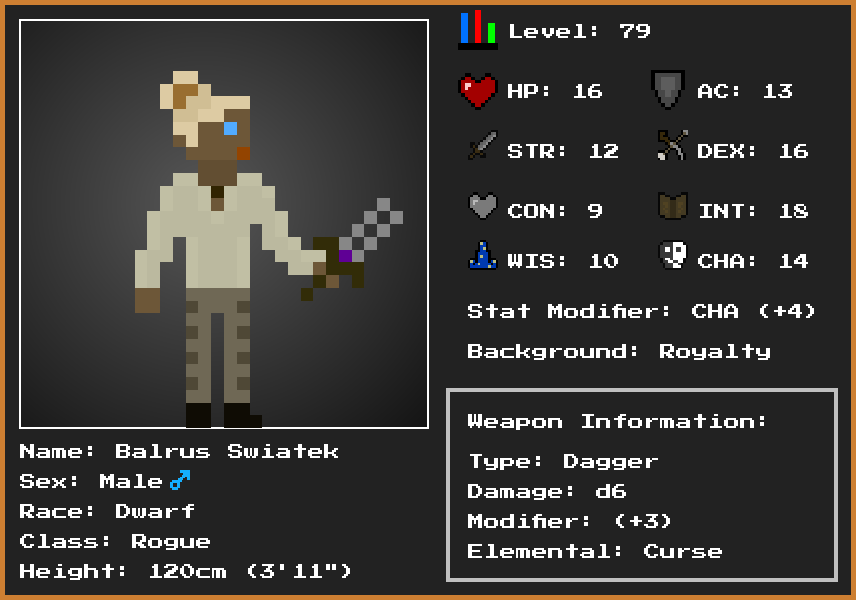 Level: 79
HP: 16 AC: 13
STR: 12 DEX: 16
CON: 9 INT: 18
WIS: 10 CHA: 14
Stat Modifier: CHA (+4)
Background: Royalty
Weapon Information:
Type: Dagger
Damage: d6
Modifier: (+3)
Elemental: Curse
Name: Balrus Swiatek
Sex: Male♂
Race: Dwarf
Class: Rogue
Height: 120cm (3'11")